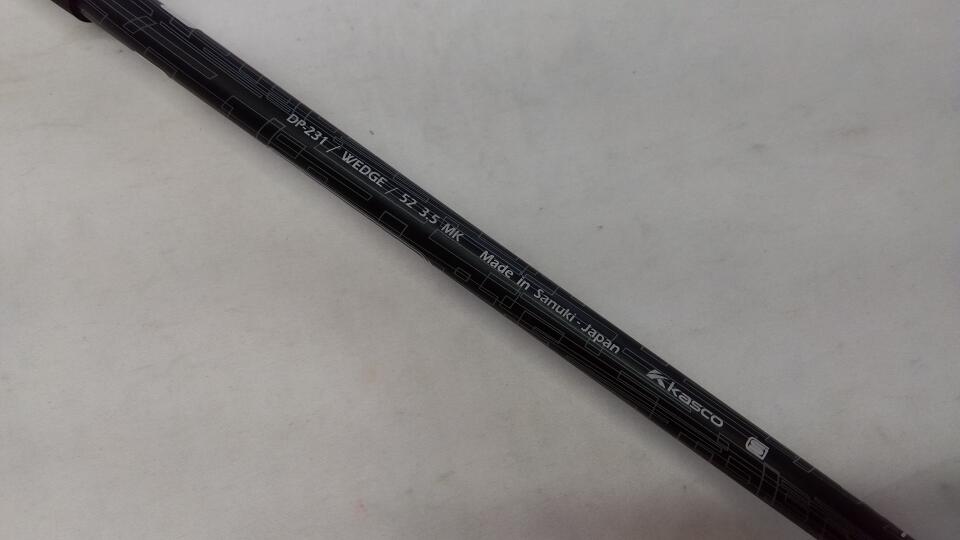 DP-231 / WEDGE / 52 3.5 MK Made in Sanuki-Japan Kasco S